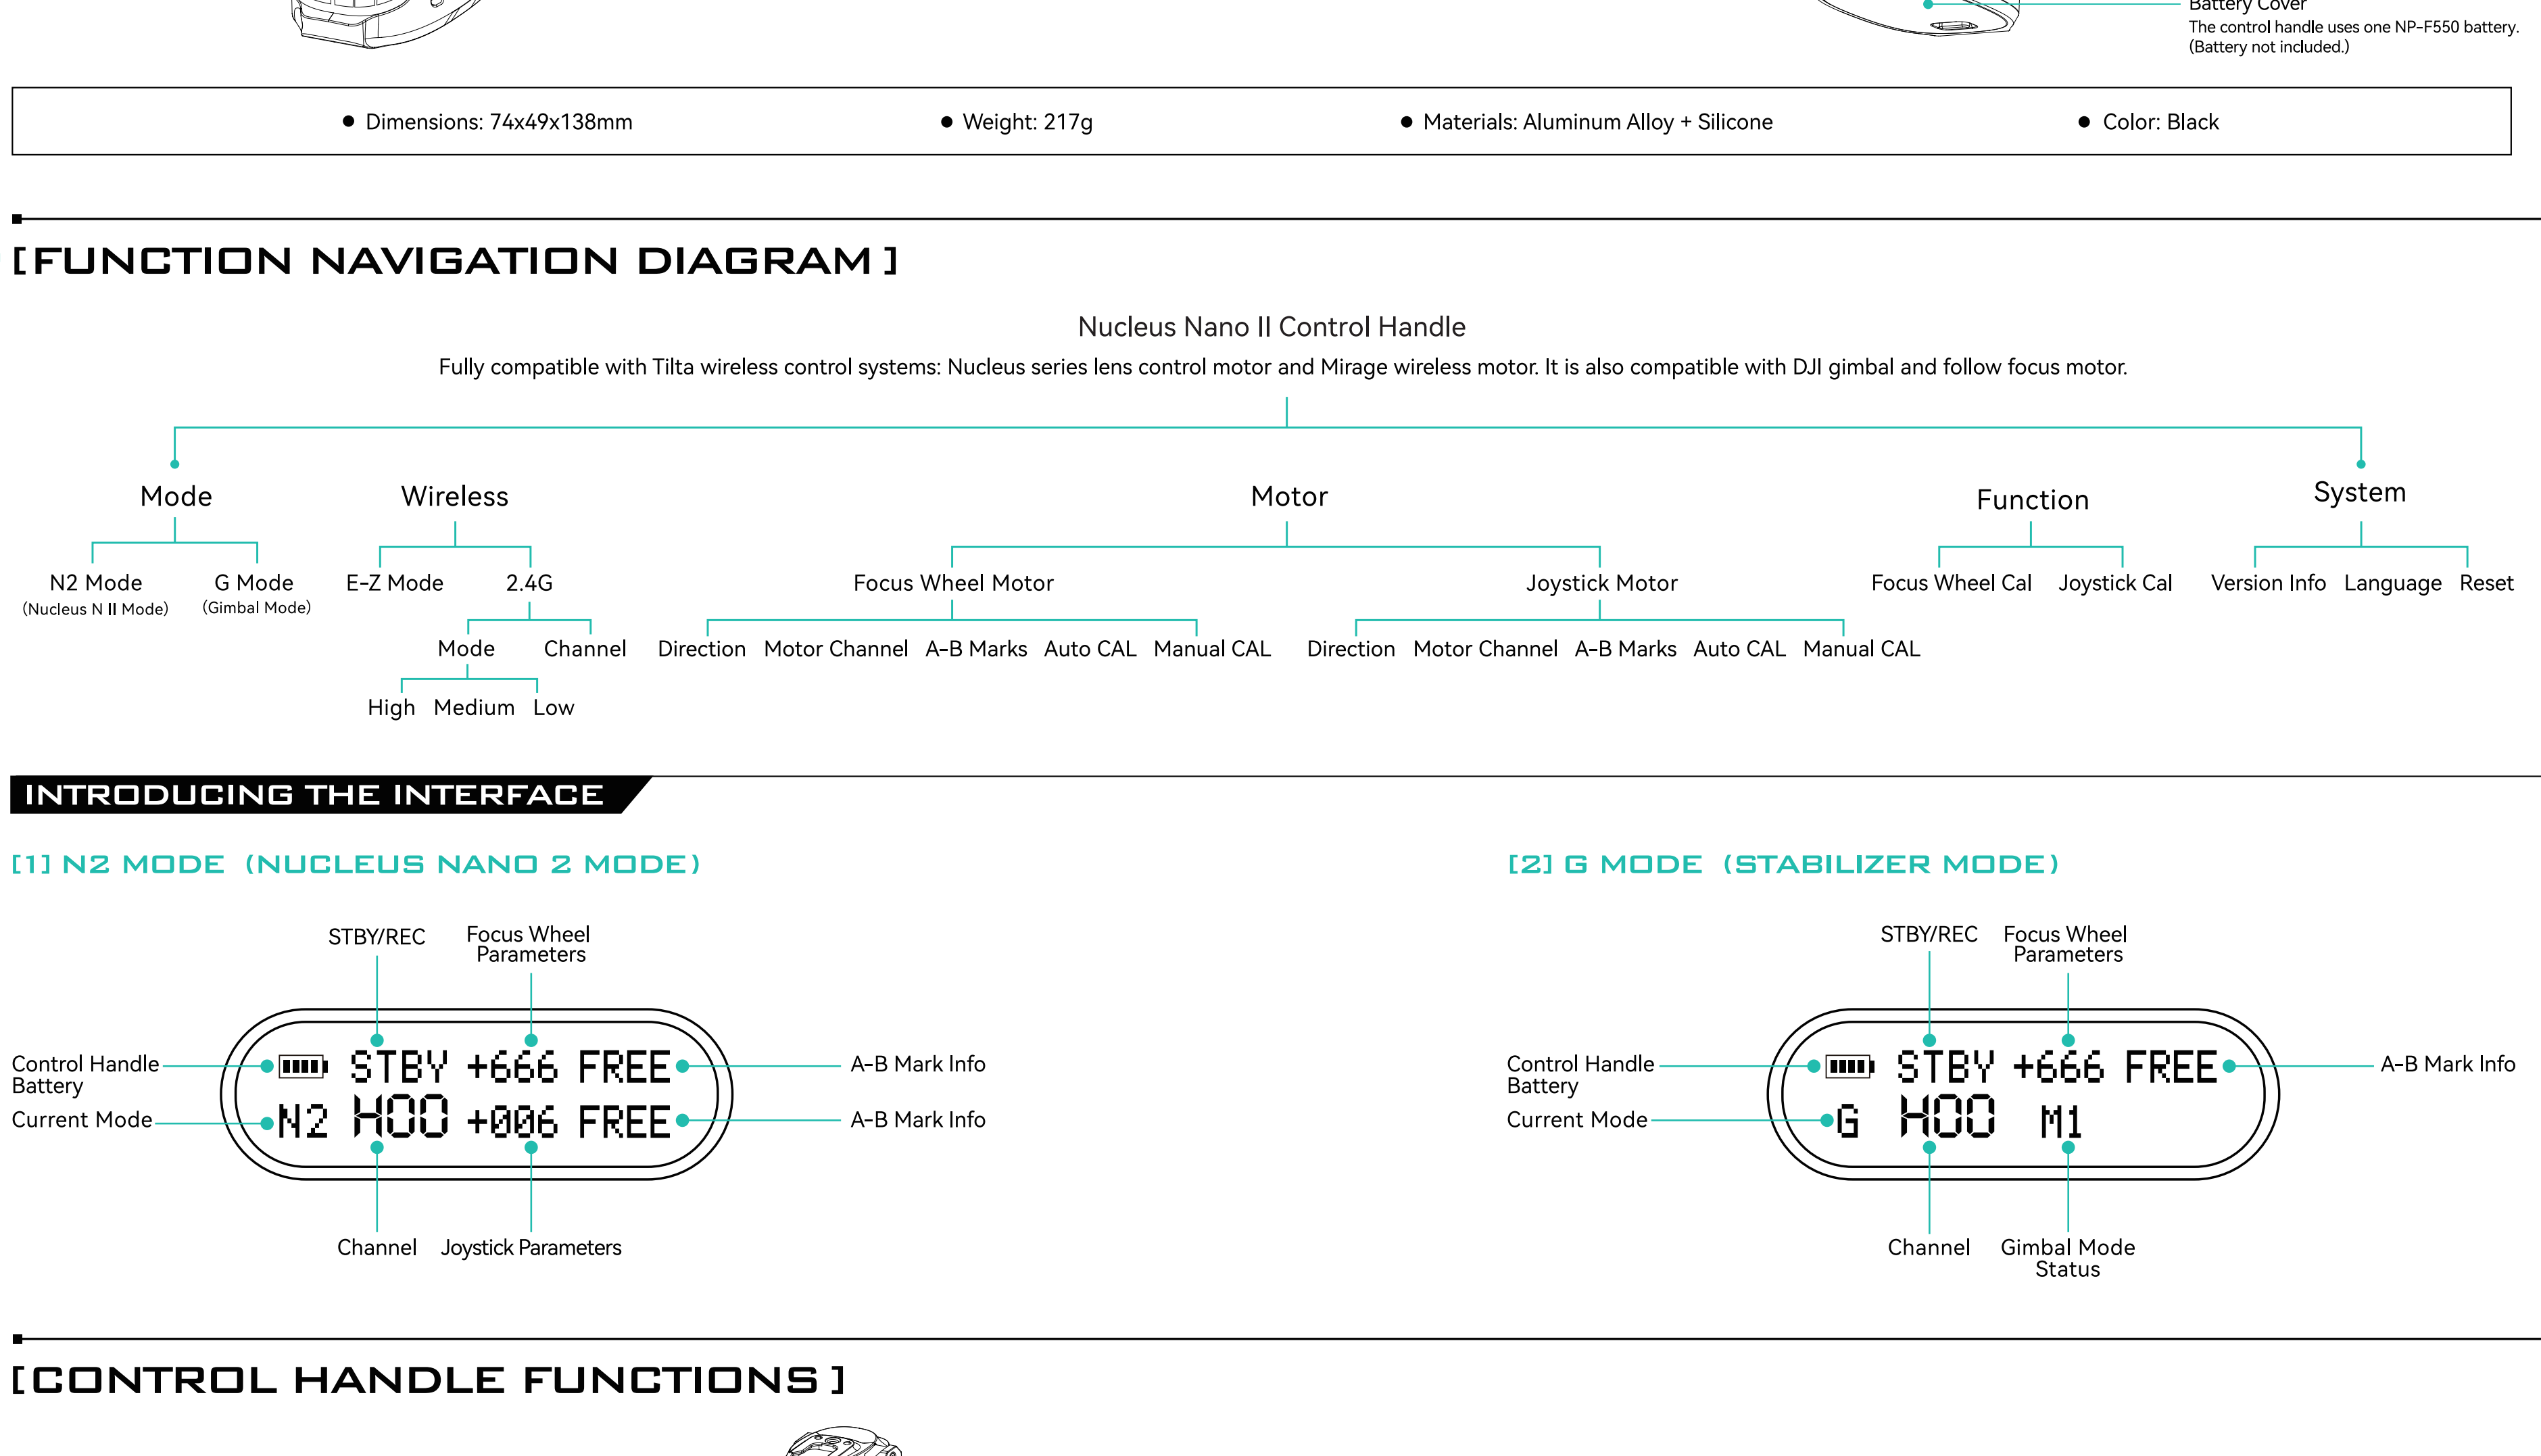 Battery Cover
The control handle uses one NP-F550 battery.
(Battery not included.)
● Dimensions: 74x49x138mm
● Weight: 217g
● Materials: Aluminum Alloy + Silicone
● Color: Black
[FUNCTION NAVIGATION DIAGRAM]
Nucleus Nano II Control Handle
Fully compatible with Tilta wireless control systems: Nucleus series lens control motor and Mirage wireless motor. It is also compatible with DJI gimbal and follow focus motor.
Mode
Wireless
Motor
Function
System
N2 Mode
(Nucleus N II Mode)
G Mode
(Gimbal Mode)
E-Z Mode
2.4G
Focus Wheel Motor
Joystick Motor
Focus Wheel Cal
Joystick Cal
Version Info
Language
Reset
Mode
Channel
Direction
Motor Channel
A-B Marks
Auto CAL
Manual CAL
Direction
Motor Channel
A-B Marks
Auto CAL
Manual CAL
High
Medium
Low
INTRODUCING THE INTERFACE
[1] N2 MODE (NUCLEUS NANO 2 MODE)
STBY/REC
Focus Wheel
Parameters
Control Handle
Battery
Current Mode
STBY +666 FREE
N2 H00 +006 FREE
A-B Mark Info
A-B Mark Info
Channel
Joystick Parameters
[2] G MODE (STABILIZER MODE)
STBY/REC
Focus Wheel
Parameters
Control Handle
Battery
Current Mode
STBY +666 FREE
G H00 M1
A-B Mark Info
Channel
Gimbal Mode
Status
[CONTROL HANDLE FUNCTIONS]